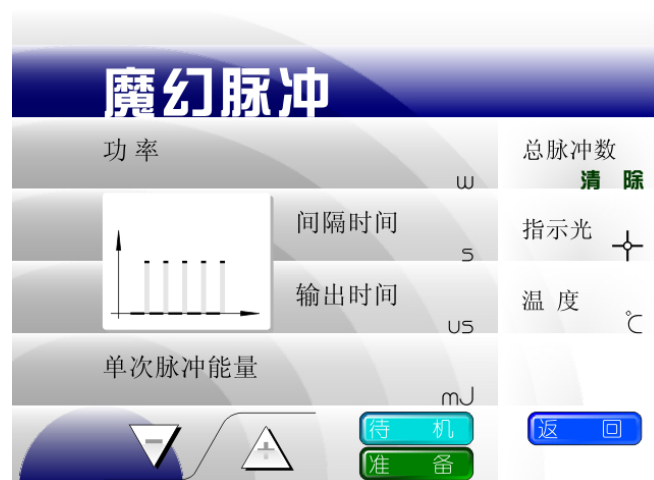 魔幻脉冲
功率
W
总脉冲数
清 除
间隔时间
S
指示光
输出时间
US
温 度
℃
单次脉冲能量
mJ
－
+
待 机
准 备
返 回